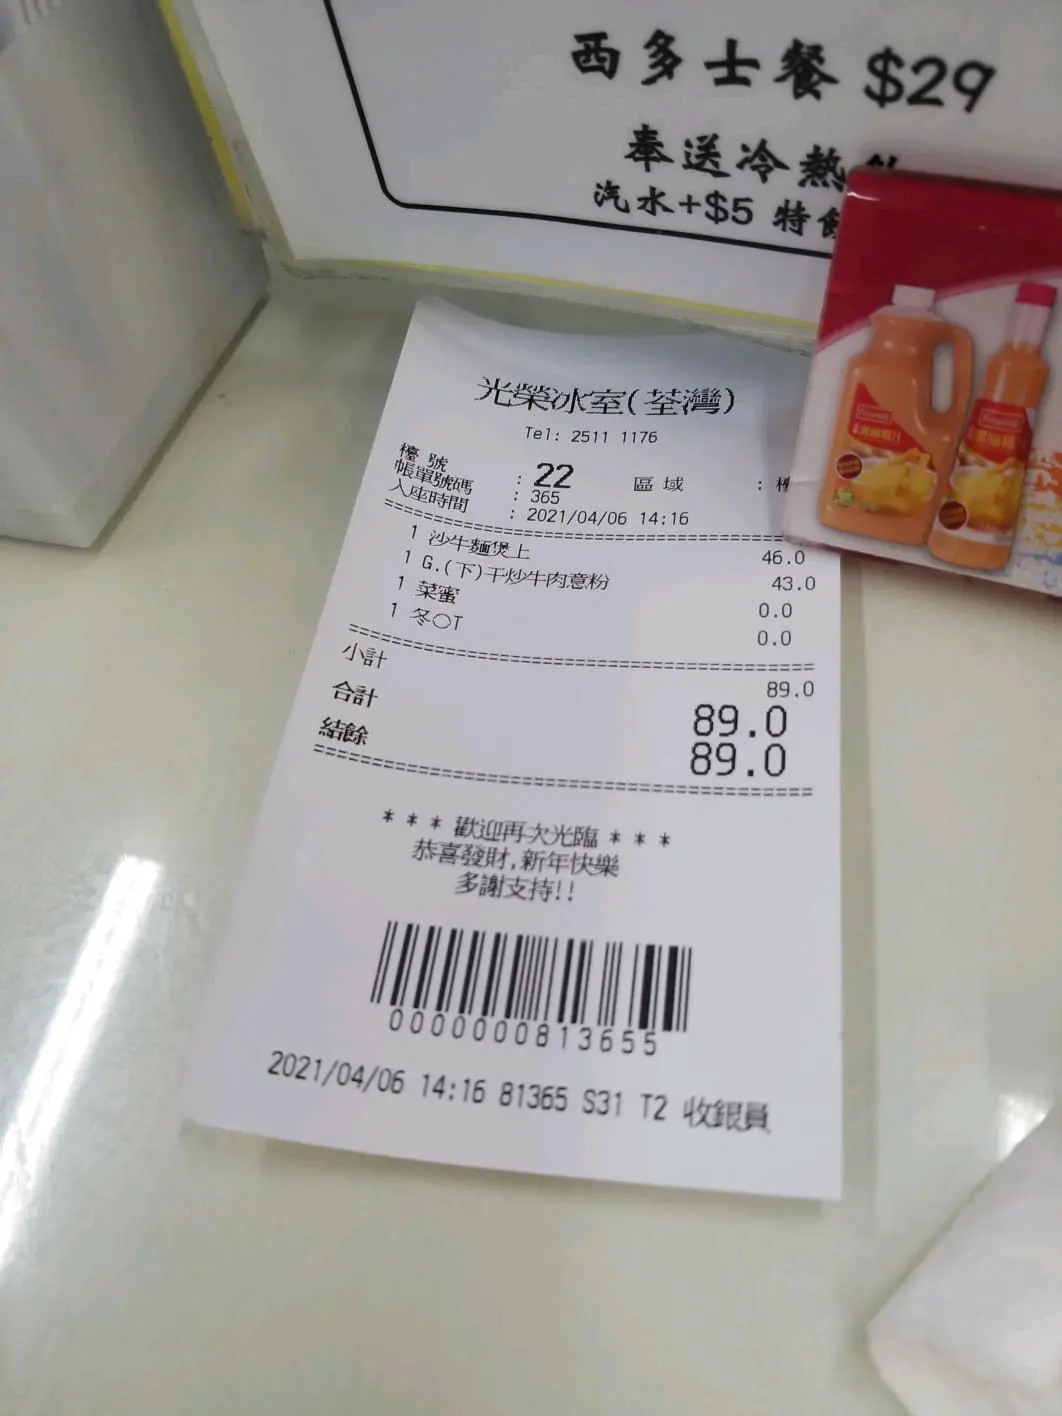 西多士餐 $29
奉送冷熱飲
汽水+$5 特飲
光榮冰室(荃灣)
Tel: 2511 1176
檯號 : 22 區域 :
帳單號碼 : 365
入座時間 : 2021/04/06 14:16
1 沙牛麵煲上 46.0
1 G.(下)干炒牛肉意粉 43.0
1 菜蜜 0.0
1 冬○T 0.0
小計 89.0
合計 89.0
結餘 89.0
* * * 歡迎再次光臨 * * *
恭喜發財,新年快樂
多謝支持!!
0000000813655
2021/04/06 14:16 81365 S31 T2 收銀員